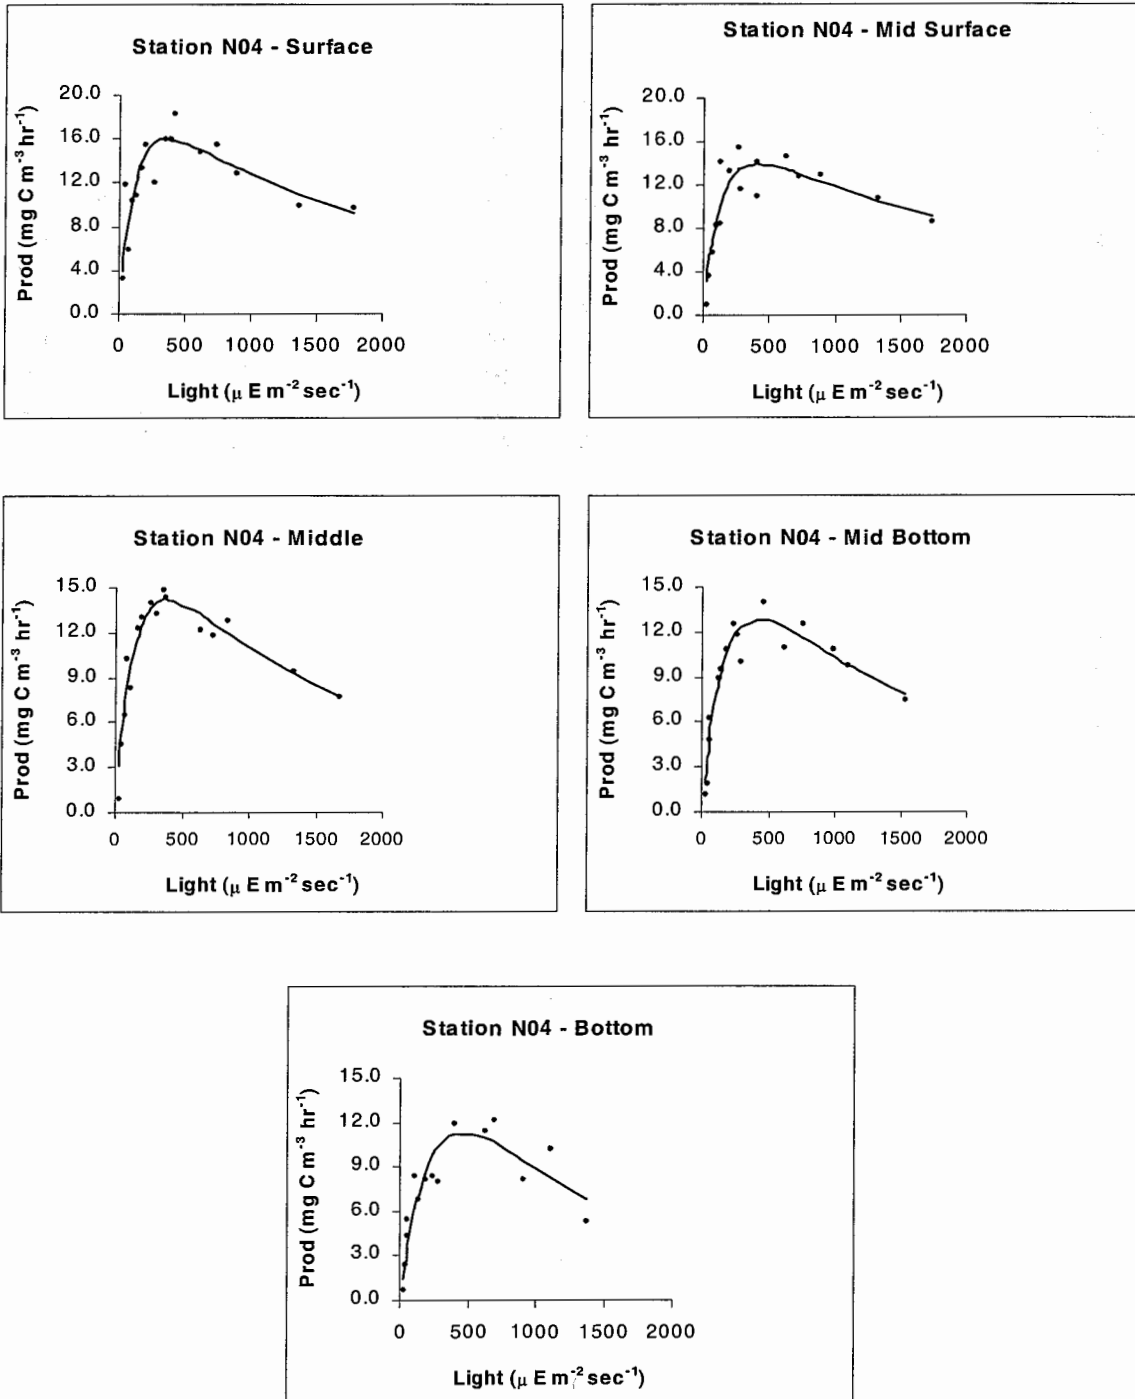 Station N04 - Surface
20.0
16.0
12.0
8.0
4.0
0.0
Prod (mg C m⁻³ hr⁻¹)
0 500 1000 1500 2000
Light (μ E m⁻² sec⁻¹)
Station N04 - Mid Surface
20.0
16.0
12.0
8.0
4.0
0.0
Prod (mg C m⁻³ hr⁻¹)
0 500 1000 1500 2000
Light (μ E m⁻² sec⁻¹)
Station N04 - Middle
15.0
12.0
9.0
6.0
3.0
0.0
Prod (mg C m⁻³ hr⁻¹)
0 500 1000 1500 2000
Light (μ E m⁻² sec⁻¹)
Station N04 - Mid Bottom
15.0
12.0
9.0
6.0
3.0
0.0
Prod (mg C m⁻³ hr⁻¹)
0 500 1000 1500 2000
Light (μ E m⁻² sec⁻¹)
Station N04 - Bottom
15.0
12.0
9.0
6.0
3.0
0.0
Prod (mg C m⁻³ hr⁻¹)
0 500 1000 1500 2000
Light (μ E m⁻² sec⁻¹)